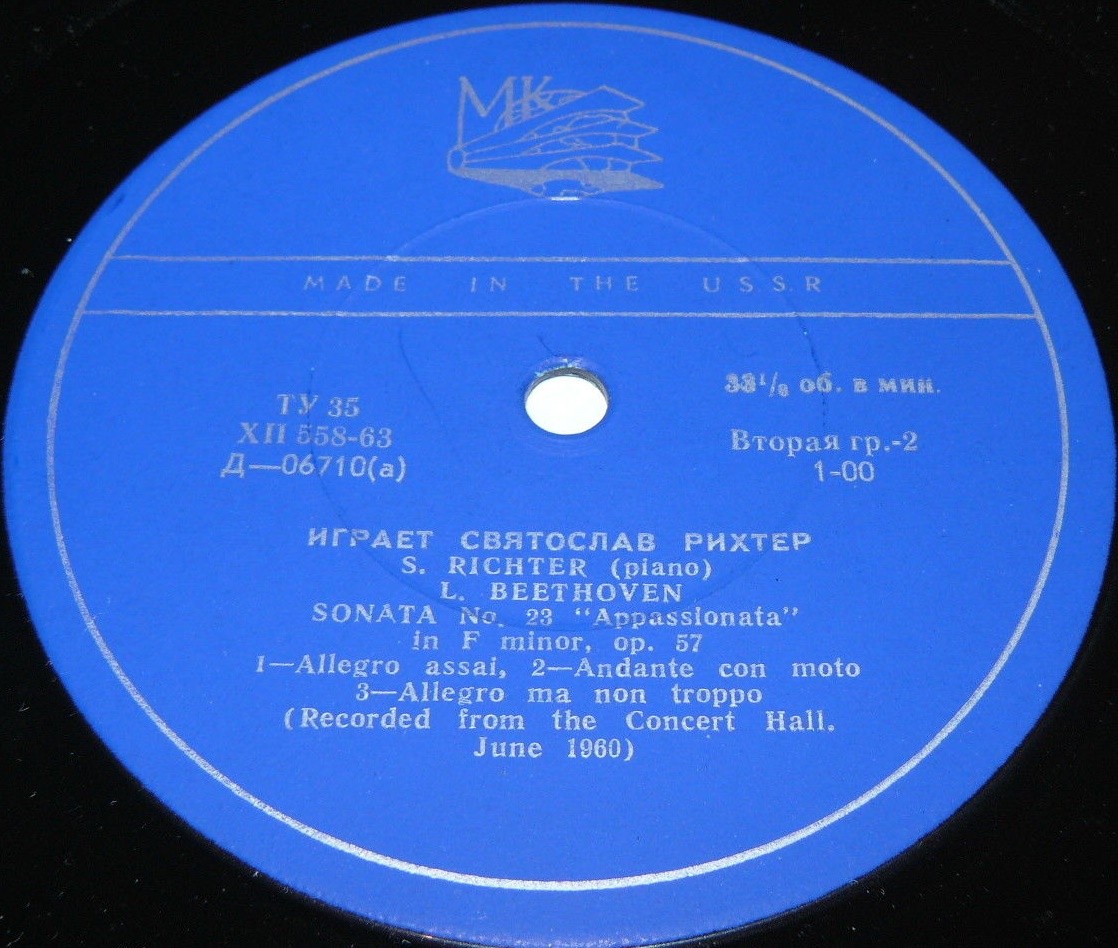 МК
MADE IN THE USSR
ТУ 35
ХП 558-63
Д—06710(а)
33¹/₃ об. в мин.
Вторая гр.-2
1-00
ИГРАЕТ СВЯТОСЛАВ РИХТЕР
S. RICHTER (piano)
L. BEETHOVEN
SONATA No. 23 “Appassionata”
in F minor, op. 57
1—Allegro assai, 2—Andante con moto
3—Allegro ma non troppo
(Recorded from the Concert Hall.
June 1960)